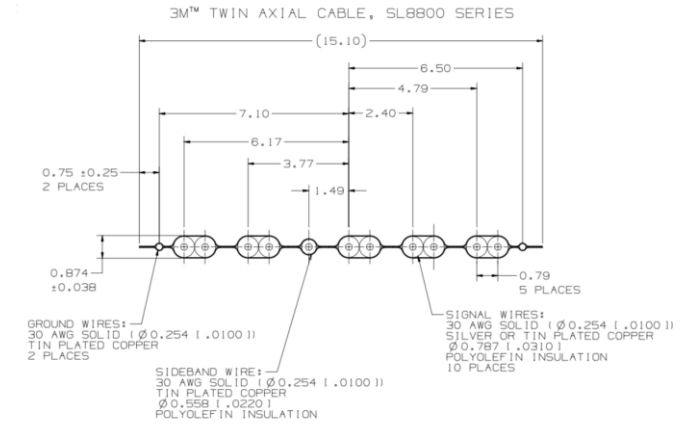 3M™ TWIN AXIAL CABLE, SL8800 SERIES
(15.10)
6.50
4.79
7.10
2.40
6.17
3.77
0.75 ±0.25
2 PLACES
1.49
0.874
±0.038
0.79
5 PLACES
GROUND WIRES:
30 AWG SOLID (Ø0.254 [.0100])
TIN PLATED COPPER
2 PLACES
SIDEBAND WIRE:
30 AWG SOLID (Ø0.254 [.0100])
TIN PLATED COPPER
Ø0.558 [.0220]
POLYOLEFIN INSULATION
SIGNAL WIRES:
30 AWG SOLID (Ø0.254 [.0100])
SILVER OR TIN PLATED COPPER
Ø0.787 [.0310]
POLYOLEFIN INSULATION
10 PLACES